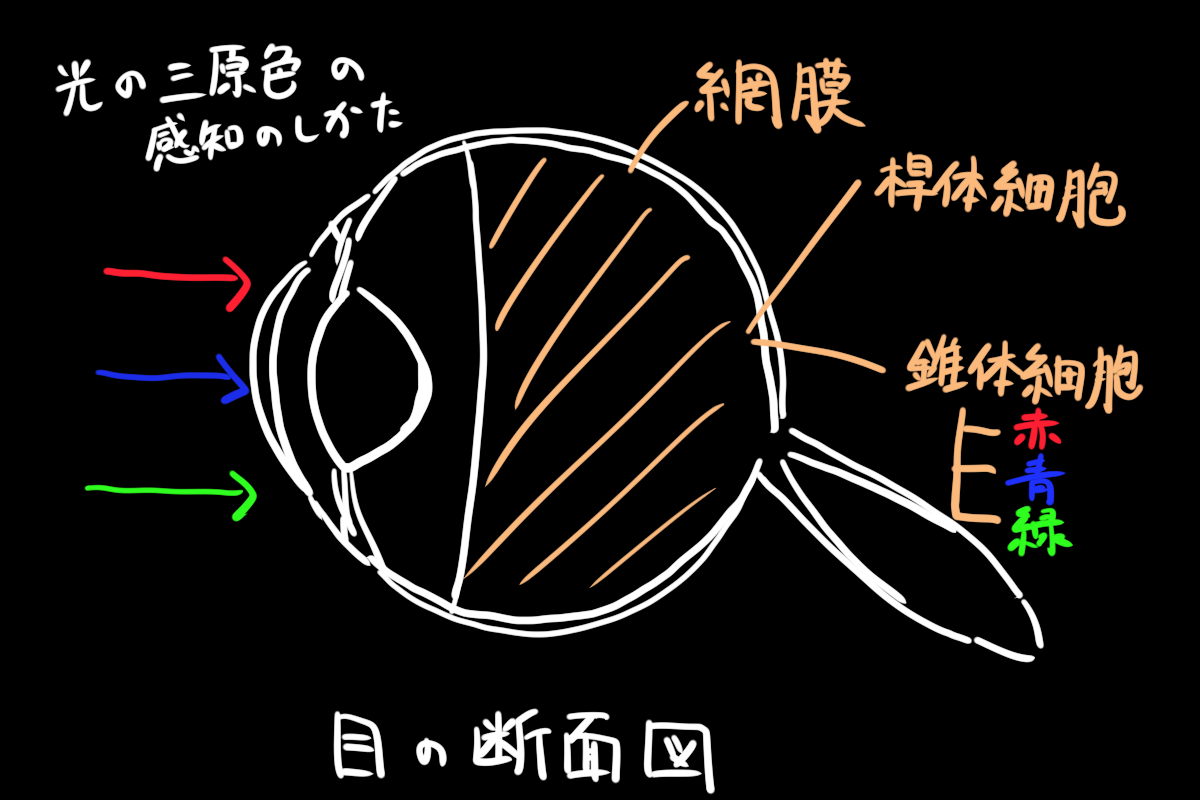 光の三原色の
感知のしかた
網膜
桿体細胞
錐体細胞
赤
青
緑
目の断面図